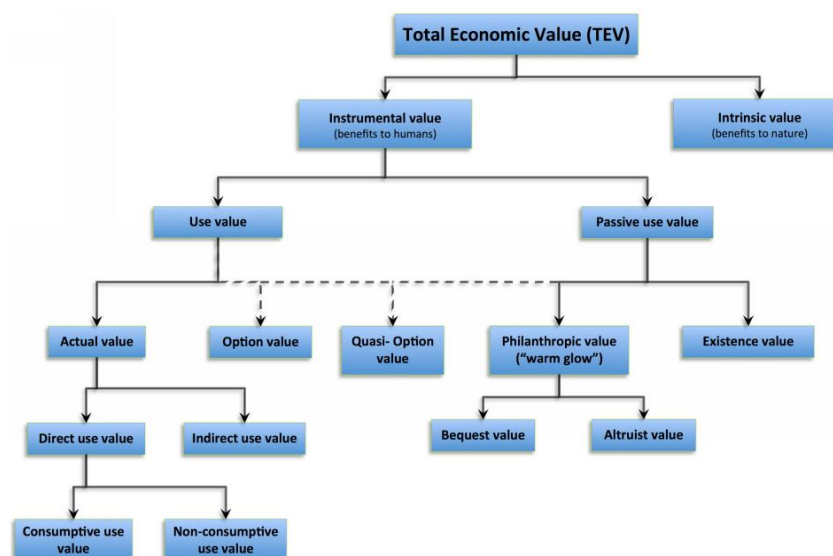 Total Economic Value (TEV)
Instrumental value
(benefits to humans)
Intrinsic value
(benefits to nature)
Use value
Passive use value
Actual value
Option value
Quasi- Option
value
Philanthropic value
(“warm glow”)
Existence value
Direct use value
Indirect use value
Bequest value
Altruist value
Consumptive use
value
Non-consumptive
use value